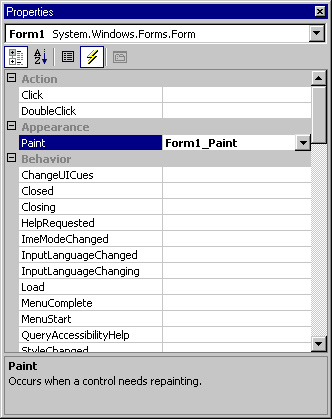 Properties
Form1 System.Windows.Forms.Form
Action
Click
DoubleClick
Appearance
Paint Form1_Paint
Behavior
ChangeUICues
Closed
Closing
HelpRequested
ImeModeChanged
InputLanguageChanged
InputLanguageChanging
Load
MenuComplete
MenuStart
QueryAccessibilityHelp
StyleChanged
Paint
Occurs when a control needs repainting.